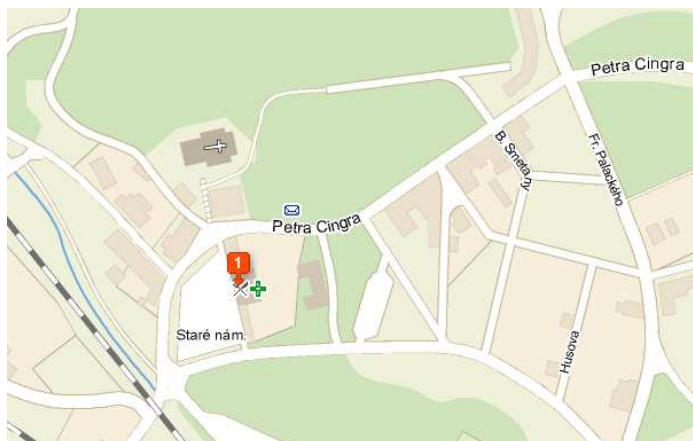 Petra Cingra
B. Smetany
Fr. Palackého
Petra Cingra
1
Staré nám.
Husova